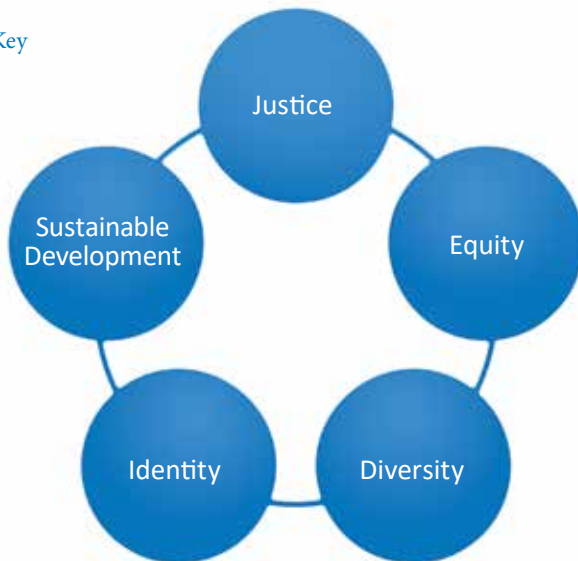 Key
Justice
Sustainable
Development
Equity
Identity
Diversity